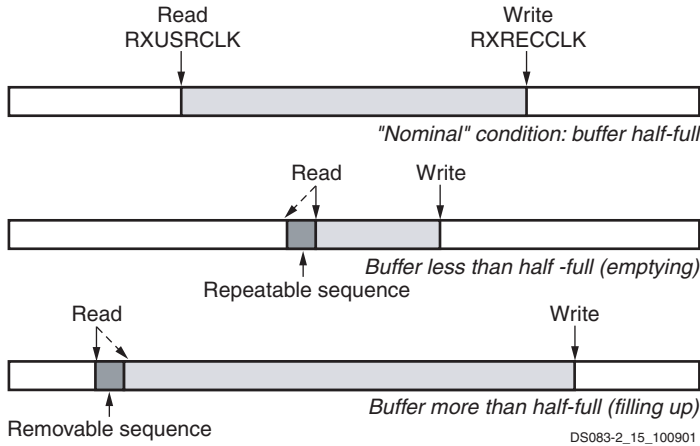 Read
RXUSRCLK
Write
RXRECCLK
"Nominal" condition: buffer half-full
Read
Write
Buffer less than half -full (emptying)
Repeatable sequence
Read
Write
Buffer more than half-full (filling up)
Removable sequence
DS083-2_15_100901